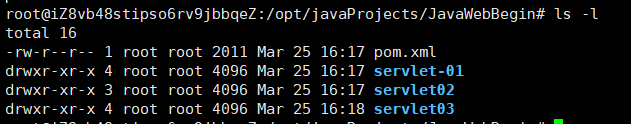 root@iZ8vb48stipso6rv9jbbqeZ:/opt/javaProjects/JavaWebBegin# ls -l
total 16
-rw-r--r-- 1 root root 2011 Mar 25 16:17 pom.xml
drwxr-xr-x 4 root root 4096 Mar 25 16:17 servlet-01
drwxr-xr-x 3 root root 4096 Mar 25 16:17 servlet02
drwxr-xr-x 4 root root 4096 Mar 25 16:18 servlet03